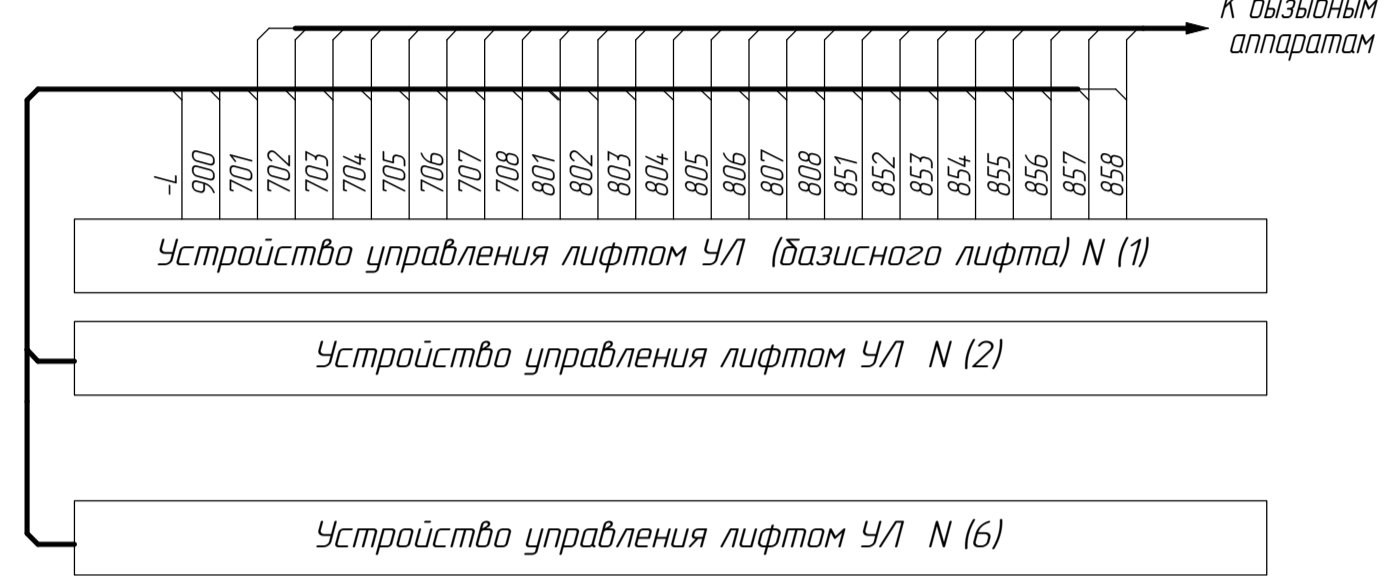 К вызывным
аппаратам
-L 900 701 702 703 704 705 706 707 708 801 802 803 804 805 806 807 808 851 852 853 854 855 856 857 858
Устройство управления лифтом УЛ (базисного лифта) N (1)
Устройство управления лифтом УЛ N (2)
Устройство управления лифтом УЛ N (6)